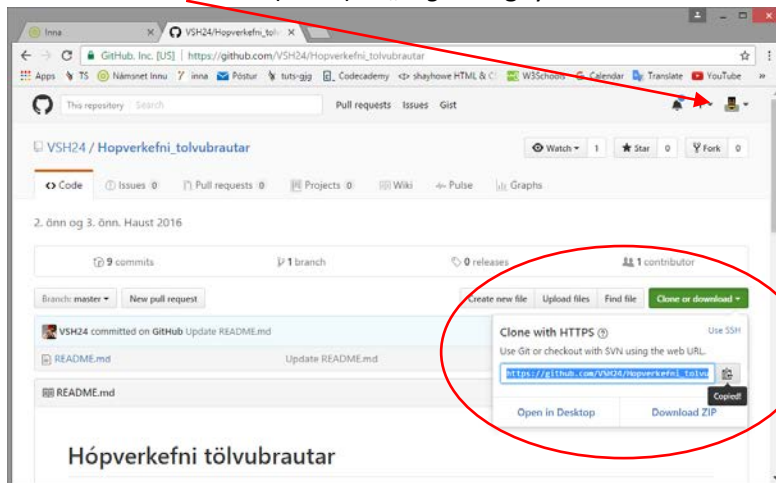 Inna
VSH24/Hopverkefni_tolv
GitHub, Inc. [US] https://github.com/VSH24/Hopverkefni_tolvubrautar
Apps TS Námsnet Innu inna Póstur tuts-gjg _Codecademy shayhowe HTML & C W3Schools G. Calendar Translate YouTube »
This repository Search Pull requests Issues Gist
VSH24 / Hopverkefni_tolvubrautar Watch 1 Star 0 Fork 0
Code Issues 0 Pull requests 0 Projects 0 Wiki Pulse Graphs
2. önn og 3. önn. Haust 2016
9 commits 1 branch 0 releases 1 contributor
Branch: master New pull request Create new file Upload files Find file Clone or download
VSH24 committed on GitHub Update README.md
README.md Update README.md
README.md
Clone with HTTPS Use SSH
Use Git or checkout with SVN using the web URL.
https://github.com/VSH24/Hopverkefni_tolvu
Copied!
Open in Desktop Download ZIP
Hópverkefni tölvubrautar